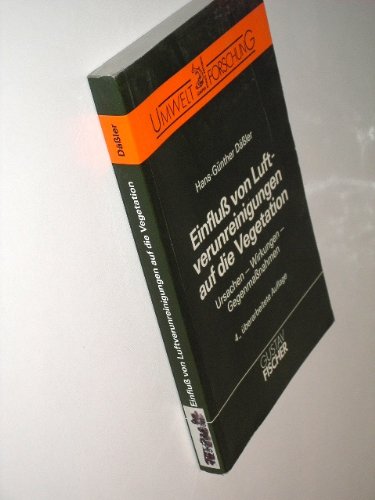 UMWELT FORSCHUNG
Hans-Günther Däßler
Einfluß von Luft-
verunreinigungen
auf die Vegetation
Ursachen – Wirkungen –
Gegenmaßnahmen
4., überarbeitete Auflage
GUSTAV
FISCHER
Däßler
Einfluß von Luftverunreinigungen auf die Vegetation